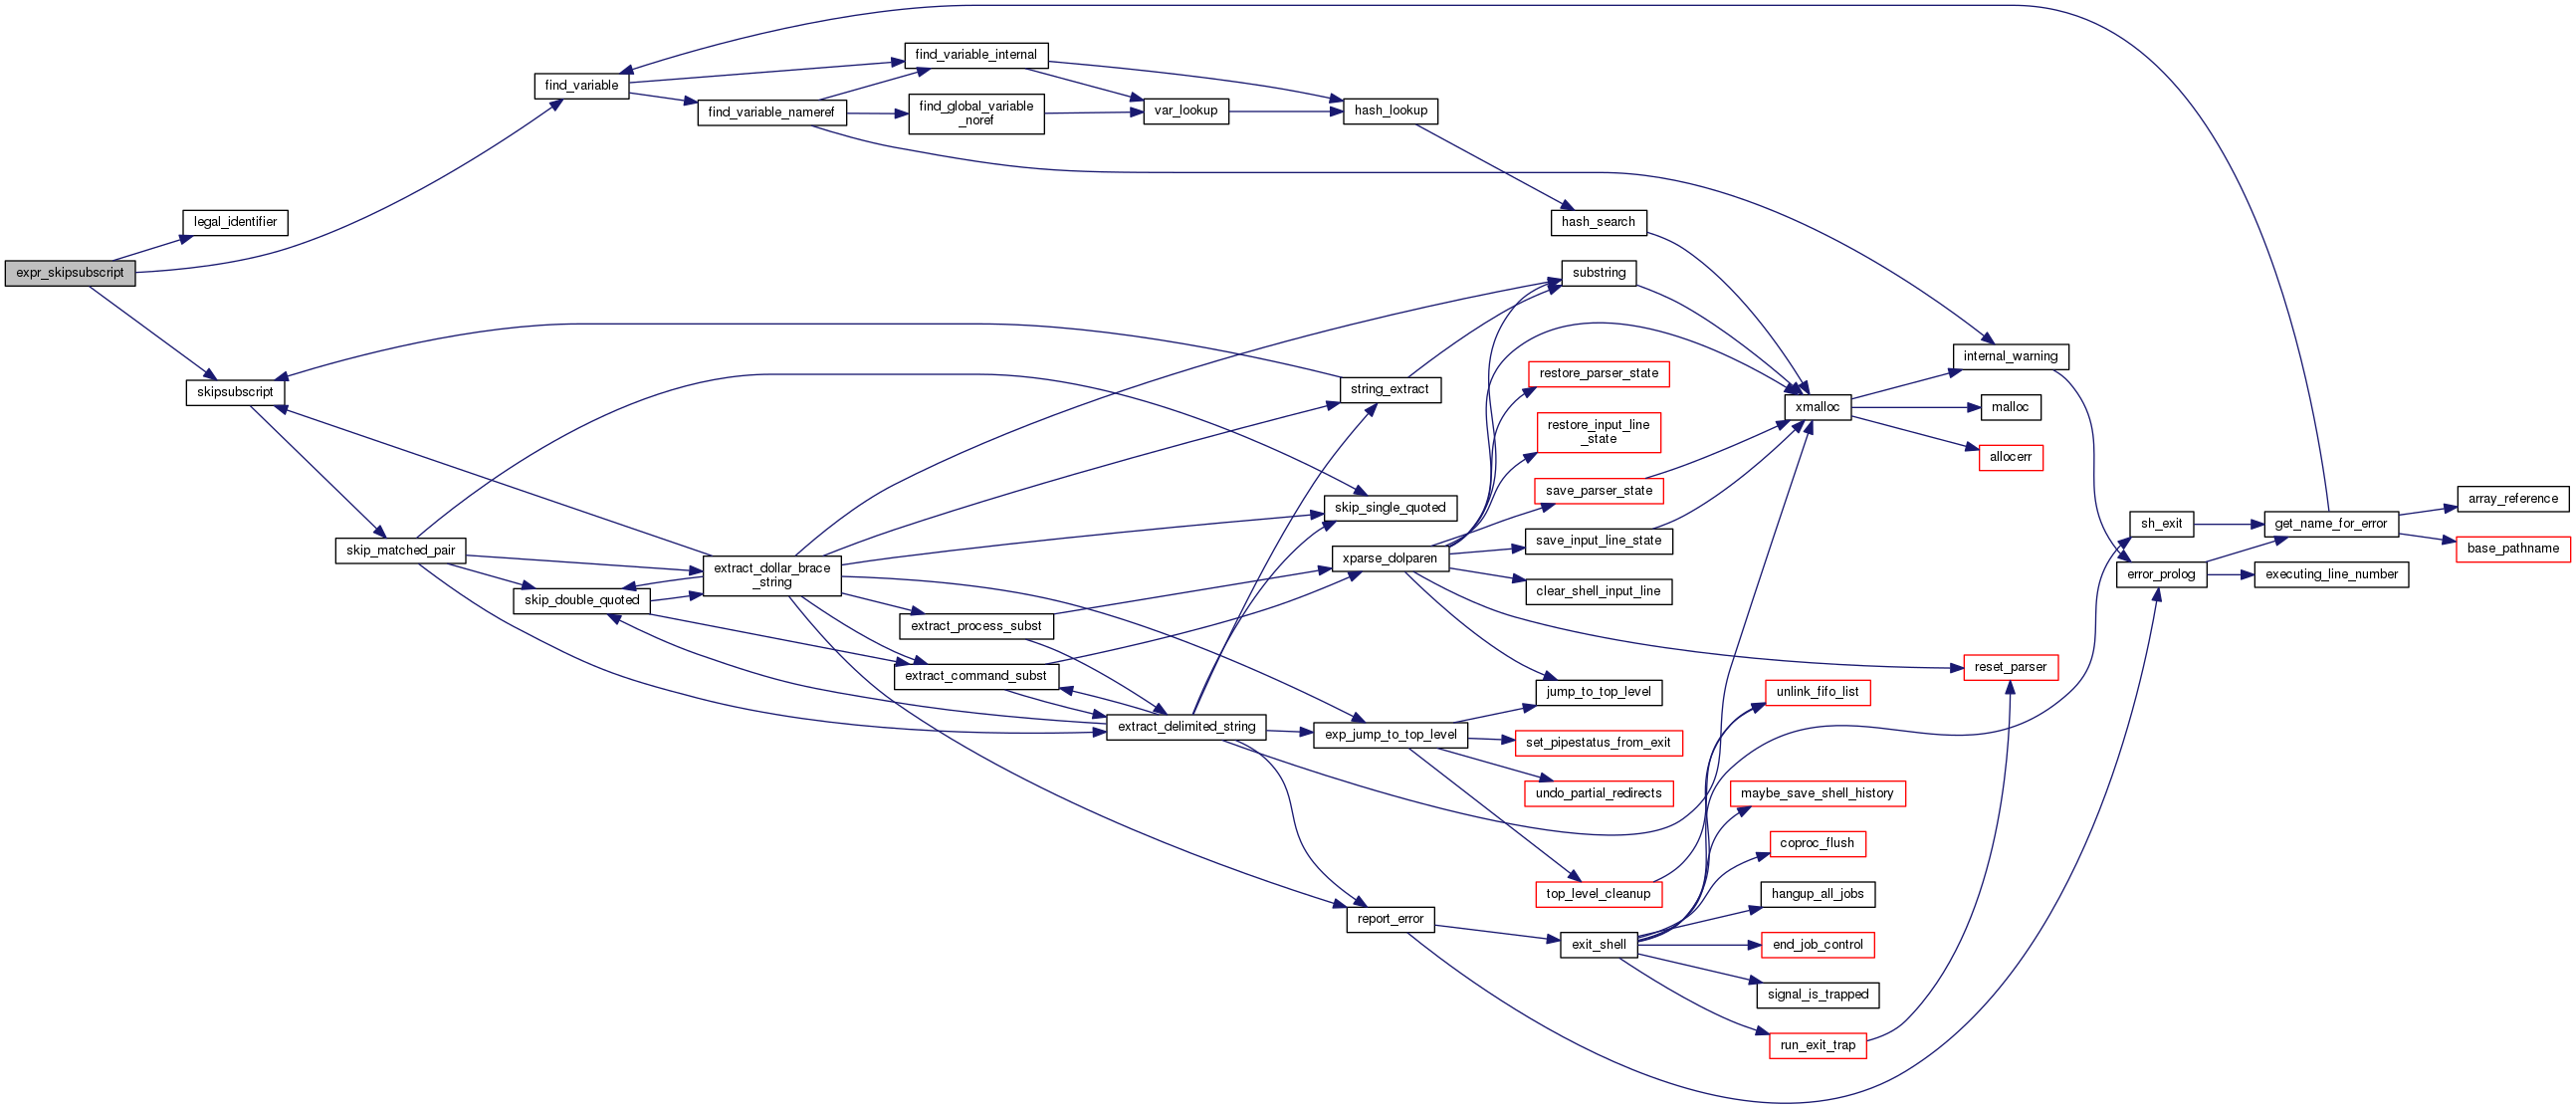 expr_skipsubscript
legal_identifier
find_variable
skipsubscript
find_variable_internal
find_variable_nameref
find_global_variable
_noref
var_lookup
hash_lookup
hash_search
substring
string_extract
restore_parser_state
restore_input_line
_state
save_parser_state
save_input_line_state
clear_shell_input_line
xparse_dolparen
skip_single_quoted
skip_matched_pair
skip_double_quoted
extract_dollar_brace
_string
extract_process_subst
extract_command_subst
extract_delimited_string
exp_jump_to_top_level
jump_to_top_level
set_pipestatus_from_exit
undo_partial_redirects
top_level_cleanup
report_error
exit_shell
xmalloc
internal_warning
malloc
allocerr
reset_parser
unlink_fifo_list
maybe_save_shell_history
coproc_flush
hangup_all_jobs
end_job_control
signal_is_trapped
run_exit_trap
sh_exit
error_prolog
get_name_for_error
executing_line_number
array_reference
base_pathname